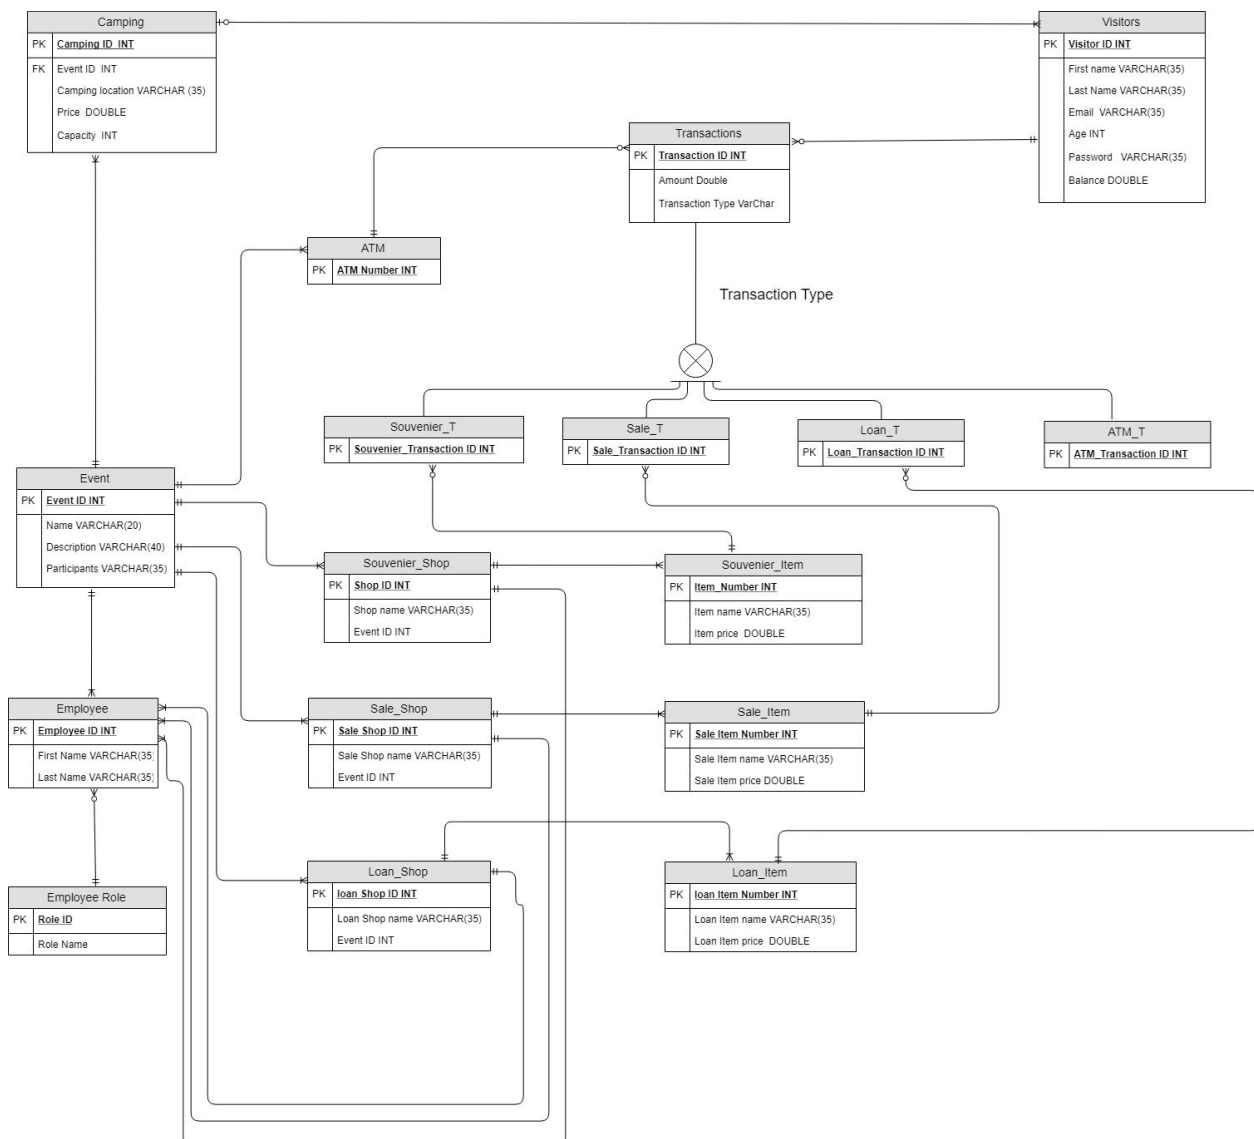 Camping
PK Camping ID INT
FK Event ID INT
Camping location VARCHAR (35)
Price DOUBLE
Capacity INT
Visitors
PK Visitor ID INT
First name VARCHAR(35)
Last Name VARCHAR(35)
Email VARCHAR(35)
Age INT
Password VARCHAR(35)
Balance DOUBLE
Transactions
PK Transaction ID INT
Amount Double
Transaction Type VarChar
ATM
PK ATM Number INT
Transaction Type
Souvenier_T
PK Souvenier_Transaction ID INT
Sale_T
PK Sale_Transaction ID INT
Loan_T
PK Loan_Transaction ID INT
ATM_T
PK ATM_Transaction ID INT
Event
PK Event ID INT
Name VARCHAR(20)
Description VARCHAR(40)
Participants VARCHAR(35)
Souvenier_Shop
PK Shop ID INT
Shop name VARCHAR(35)
Event ID INT
Souvenier_Item
PK Item_Number INT
Item name VARCHAR(35)
Item price DOUBLE
Employee
PK Employee ID INT
First Name VARCHAR(35)
Last Name VARCHAR(35)
Sale_Shop
PK Sale Shop ID INT
Sale Shop name VARCHAR(35)
Event ID INT
Sale_Item
PK Sale Item Number INT
Sale Item name VARCHAR(35)
Sale Item price DOUBLE
Employee Role
PK Role ID
Role Name
Loan_Shop
PK loan Shop ID INT
Loan Shop name VARCHAR(35)
Event ID INT
Loan_Item
PK loan Item Number INT
Loan Item name VARCHAR(35)
Loan Item price DOUBLE